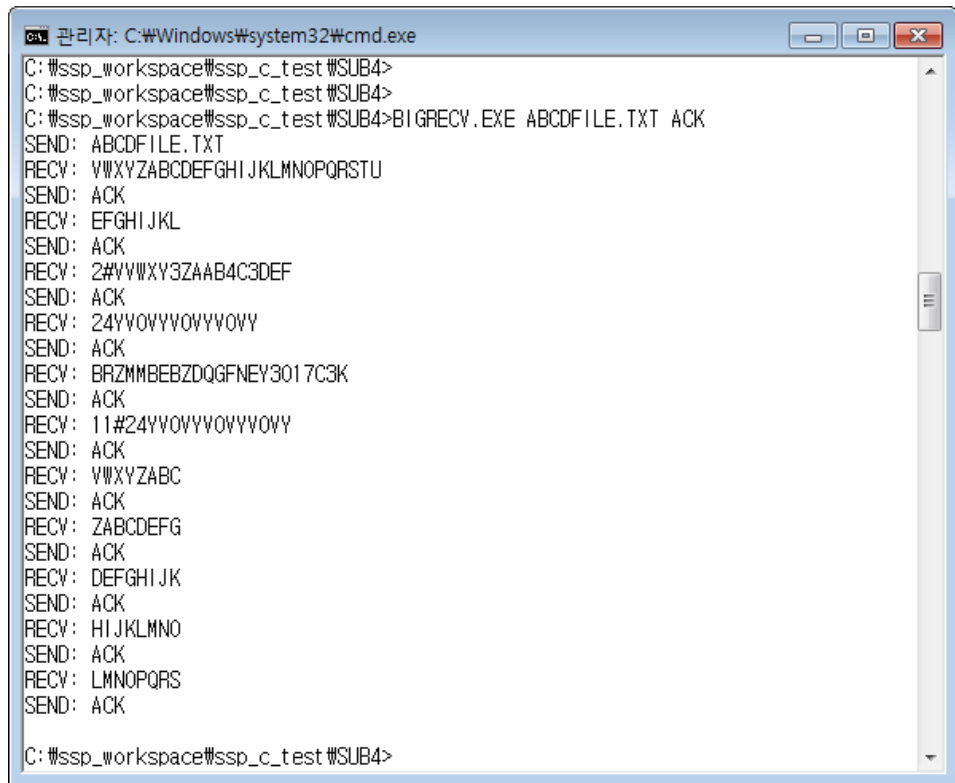 관리자: C:₩Windows₩system32₩cmd.exe
C:₩ssp_workspace₩ssp_c_test₩SUB4>
C:₩ssp_workspace₩ssp_c_test₩SUB4>
C:₩ssp_workspace₩ssp_c_test₩SUB4>BIGRECV.EXE ABCDFILE.TXT ACK
SEND: ABCDFILE.TXT
RECV: VWXYZABCDEFGHIJKLMNOPQRSTU
SEND: ACK
RECV: EFGHIJKL
SEND: ACK
RECV: 2#VVWXY3ZAAB4C3DEF
SEND: ACK
RECV: 24YVOVYVOVYVOVY
SEND: ACK
RECV: BRZMMBEBZDQGFNEY3O17C3K
SEND: ACK
RECV: 11#24YVOVYVOVYVOVY
SEND: ACK
RECV: VWXYZABC
SEND: ACK
RECV: ZABCDEFG
SEND: ACK
RECV: DEFGHIJK
SEND: ACK
RECV: HIJKLMNO
SEND: ACK
RECV: LMNOPQRS
SEND: ACK
C:₩ssp_workspace₩ssp_c_test₩SUB4>